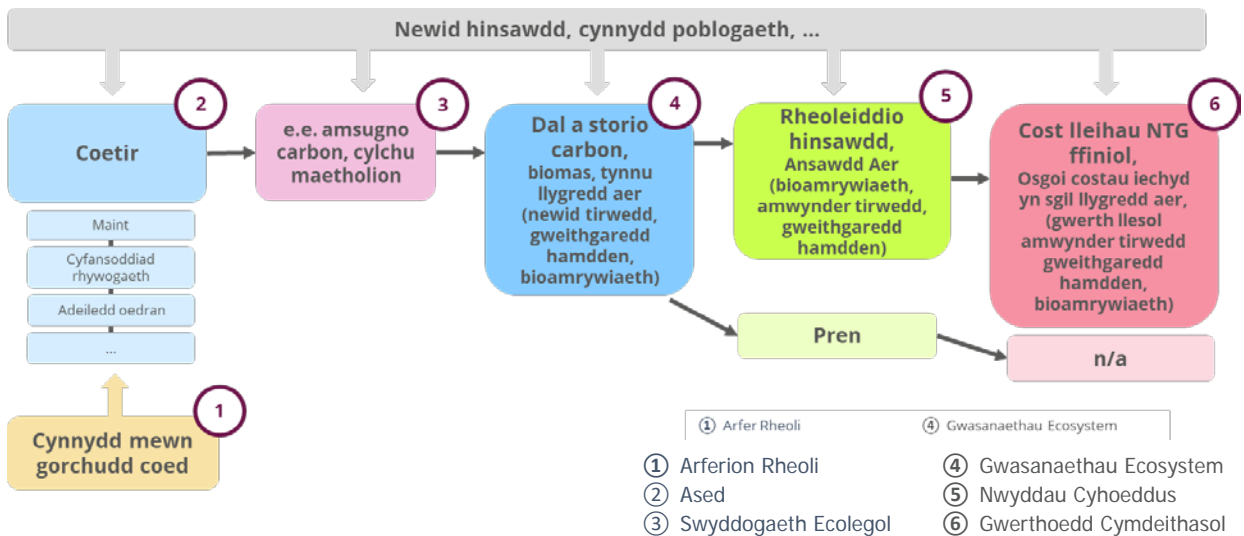 Newid hinsawdd, cynnydd poblogaeth, ...
2
Coetir
Maint
Cyfansoddiad
rhywogaeth
Adeiledd oedran
...
1
Cynnydd mewn
gorchudd coed
3
e.e. amsugno
carbon, cylchu
maetholion
4
Dal a storio
carbon,
biomas, tynnu
llygredd aer
(newid tirwedd,
gweithgaredd
hamdden,
bioamrywiaeth)
5
Rheoleiddio
hinsawdd,
Ansawdd Aer
(bioamrywiaeth,
amwynder tirwedd,
gweithgaredd
hamdden)
Pren
6
Cost lleihau NTG
ffiniol,
Osgoi costau iechyd
yn sgil llygredd aer,
(gwerth llesol
amwynder tirwedd
gweithgaredd
hamdden,
bioamrywiaeth)
n/a
1 Arfer Rheoli
4 Gwasanaethau Ecosystem
1 Arferion Rheoli
2 Ased
3 Swyddogaeth Ecolegol
4 Gwasanaethau Ecosystem
5 Nwyddau Cyhoeddus
6 Gwerthoedd Cymdeithasol